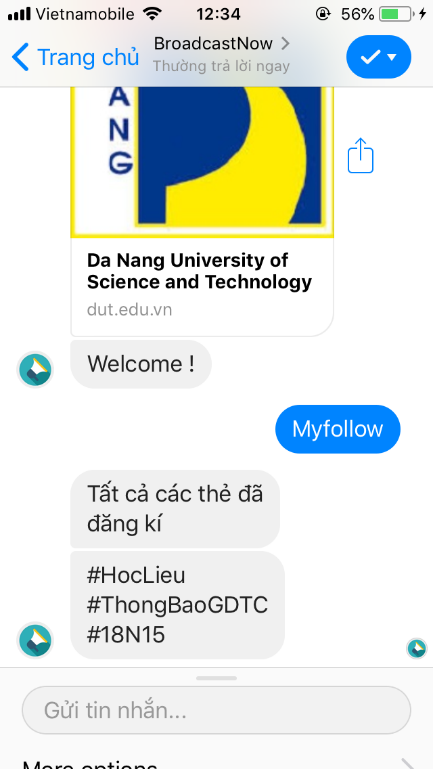 Vietnamobile 12:34 56%
Trang chủ
BroadcastNow
Thường trả lời ngay
A
N
G
Da Nang University of
Science and Technology
dut.edu.vn
Welcome !
Myfollow
Tất cả các thẻ đã
đăng kí
#HocLieu
#ThongBaoGDTC
#18N15
Gửi tin nhắn...
More options